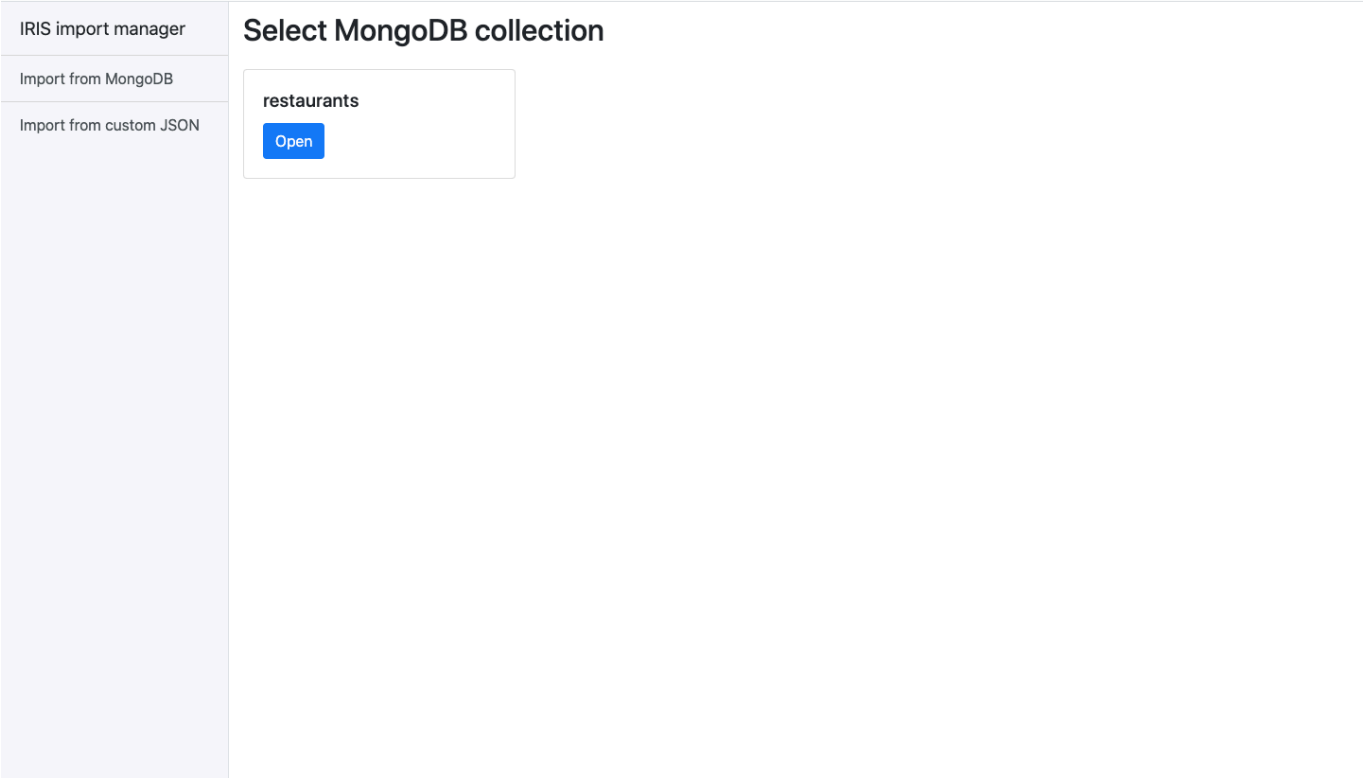 IRIS import manager
Import from MongoDB
Import from custom JSON
Select MongoDB collection
restaurants
Open